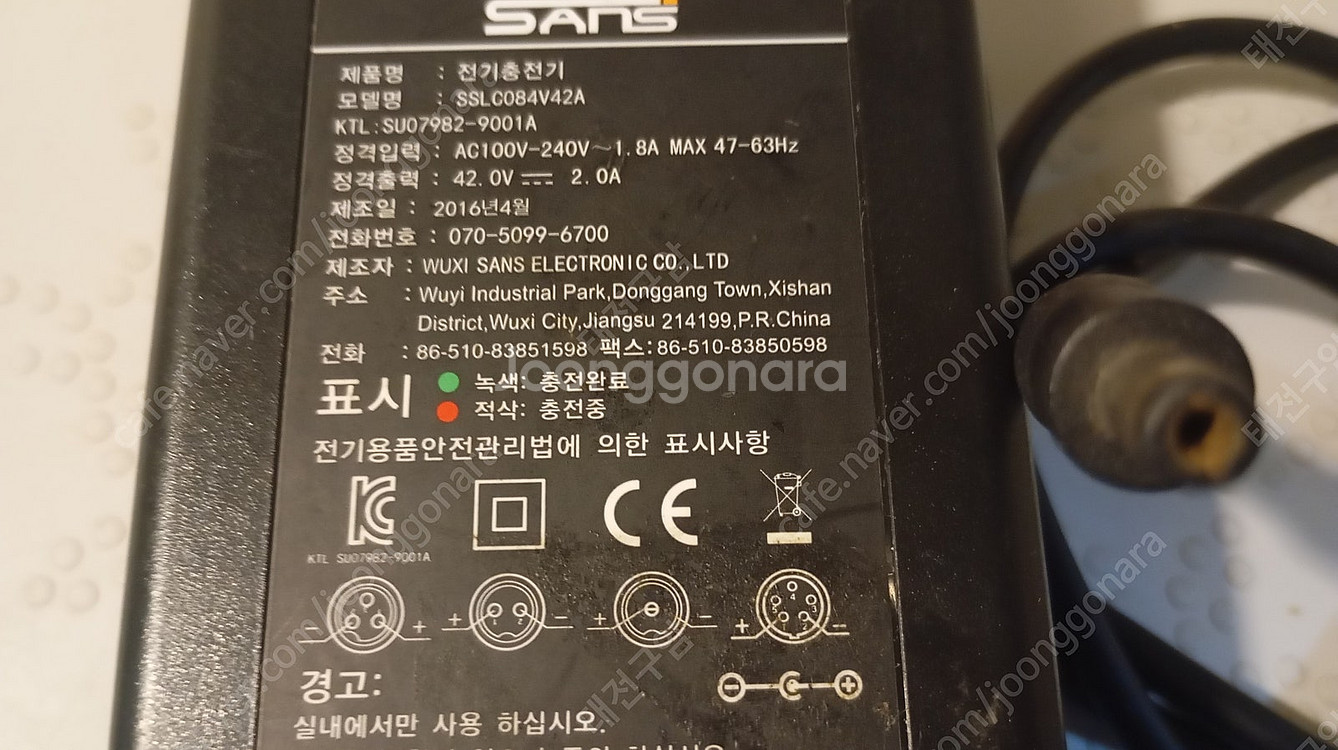 SANS
제품명 : 전기충전기
모델명 : SSLC084V42A
KTL:SU07982-9001A
정격입력 : AC100V-240V~1.8A MAX 47-63Hz
정격출력 : 42.0V⎓ 2.0A
제조일 : 2016년4월
전화번호 : 070-5099-6700
제조자 : WUXI SANS ELECTRONIC CO.,LTD
주소 : Wuyi Industrial Park,Donggang Town,Xishan
District,Wuxi City,Jiangsu 214199,P.R.China
전화 : 86-510-83851598 팩스:86-510-83850598
표시
녹색: 충전완료
적삭: 충전중
전기용품안전관리법에 의한 표시사항
KC
CE
KTL SU07982-9001A
경고:
실내에서만 사용 하십시오.
joonggonara
cafe.naver.com/joonggonara
태전구남